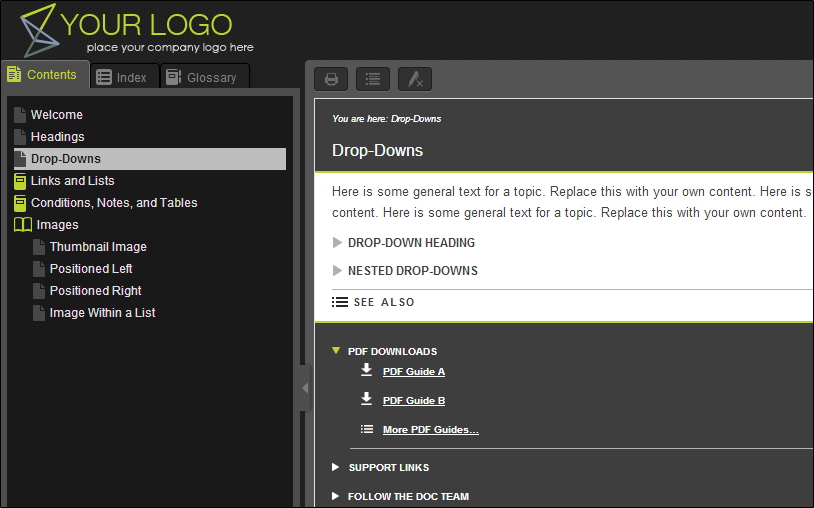 YOUR LOGO
place your company logo here
Contents
Index
Glossary
Welcome
Headings
Drop-Downs
Links and Lists
Conditions, Notes, and Tables
Images
Thumbnail Image
Positioned Left
Positioned Right
Image Within a List
You are here: Drop-Downs
Drop-Downs
Here is some general text for a topic. Replace this with your own content. Here is
content. Here is some general text for a topic. Replace this with your own content.
DROP-DOWN HEADING
NESTED DROP-DOWNS
SEE ALSO
PDF DOWNLOADS
PDF Guide A
PDF Guide B
More PDF Guides...
SUPPORT LINKS
FOLLOW THE DOC TEAM